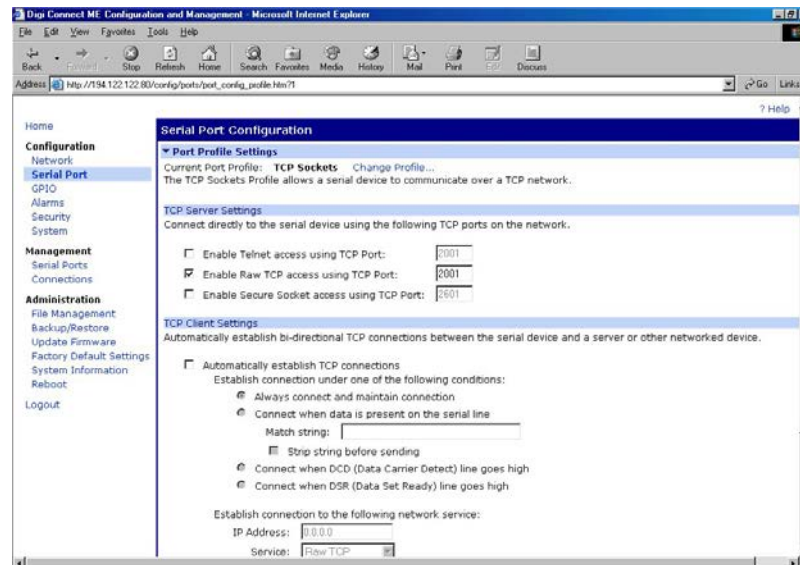 Digi Connect ME Configuration and Management - Microsoft Internet Explorer
File Edit View Favorites Tools Help
Back Forward Stop Refresh Home Search Favorites Media History Mail Print Edit Discuss
Address http://194.122.122.80/config/ports/port_config_profile.htm?1 Go Links
? Help
Home
Configuration
Network
Serial Port
GPIO
Alarms
Security
System
Management
Serial Ports
Connections
Administration
File Management
Backup/Restore
Update Firmware
Factory Default Settings
System Information
Reboot
Logout
Serial Port Configuration
Port Profile Settings
Current Port Profile: TCP Sockets Change Profile...
The TCP Sockets Profile allows a serial device to communicate over a TCP network.
TCP Server Settings
Connect directly to the serial device using the following TCP ports on the network.
Enable Telnet access using TCP Port: 2001
Enable Raw TCP access using TCP Port: 2001
Enable Secure Socket access using TCP Port: 2601
TCP Client Settings
Automatically establish bi-directional TCP connections between the serial device and a server or other networked device.
Automatically establish TCP connections
Establish connection under one of the following conditions:
Always connect and maintain connection
Connect when data is present on the serial line
Match string:
Strip string before sending
Connect when DCD (Data Carrier Detect) line goes high
Connect when DSR (Data Set Ready) line goes high
Establish connection to the following network service:
IP Address: 0.0.0.0
Service: Raw TCP